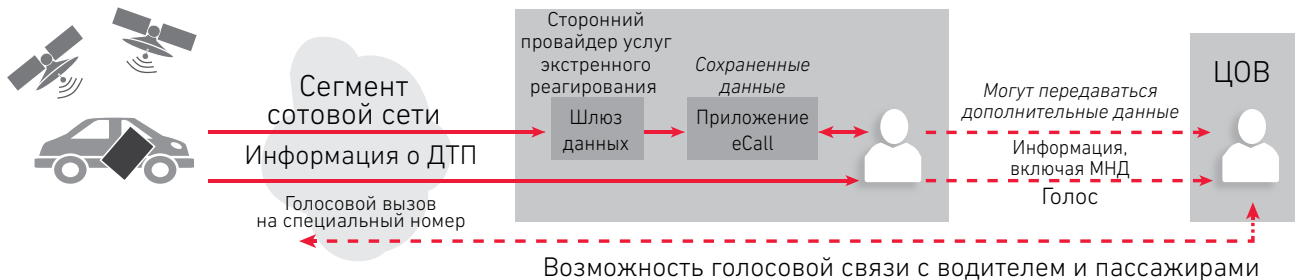 Сегмент
сотовой сети
Информация о ДТП
Голосовой вызов
на специальный номер
Сторонний
провайдер услуг
экстренного
реагирования
Шлюз
данных
Сохраненные
данные
Приложение
eCall
Могут передаваться
дополнительные данные
Информация,
включая МНД
Голос
ЦОВ
Возможность голосовой связи с водителем и пассажирами